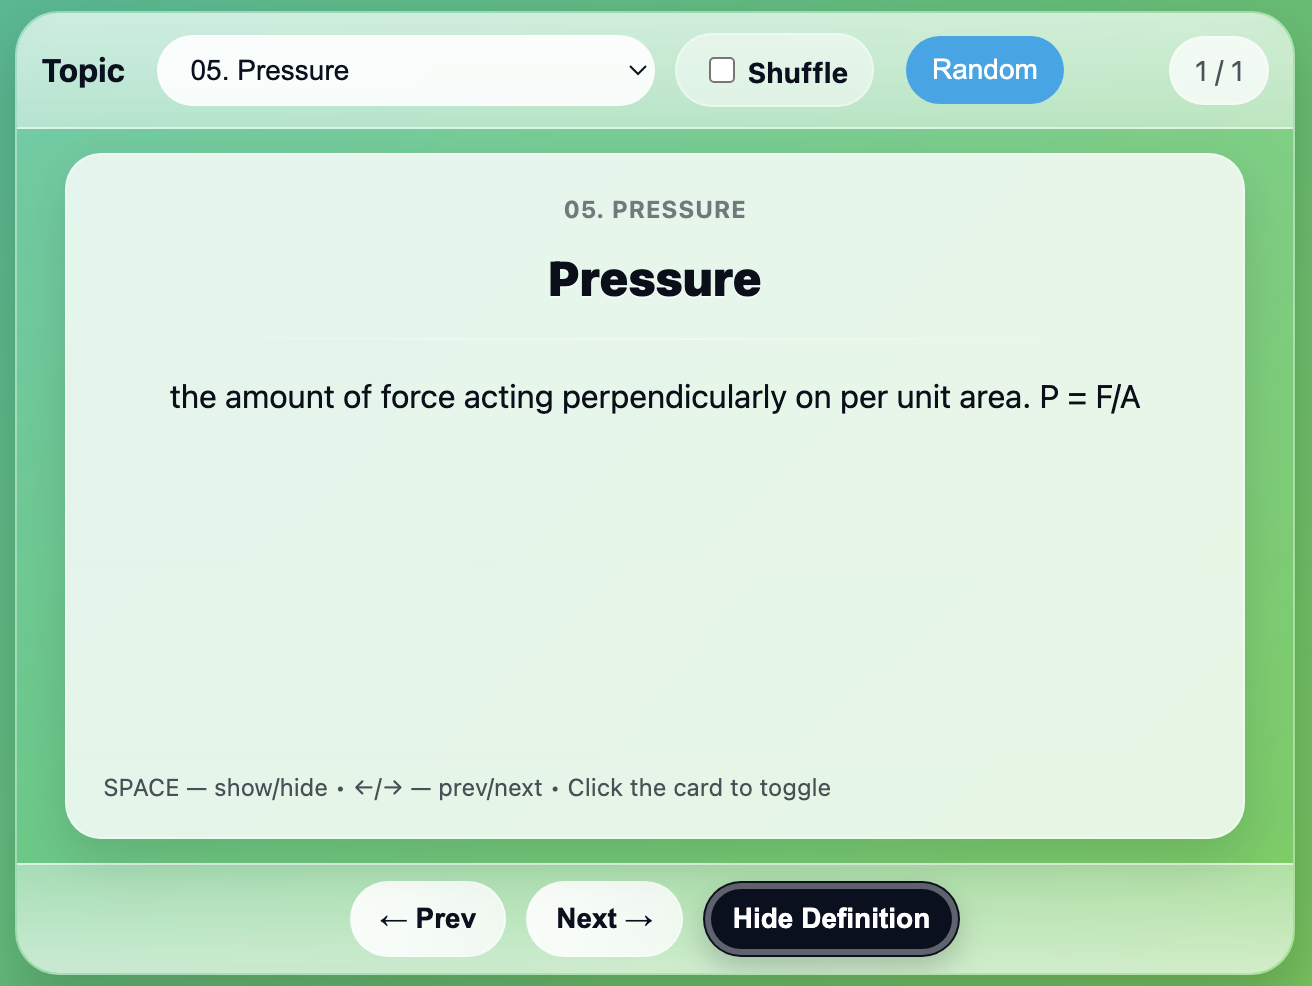 Topic
05. Pressure
Shuffle
Random
1 / 1
05. PRESSURE
Pressure
the amount of force acting perpendicularly on per unit area. P = F/A
SPACE — show/hide • ←/→ — prev/next • Click the card to toggle
← Prev
Next →
Hide Definition